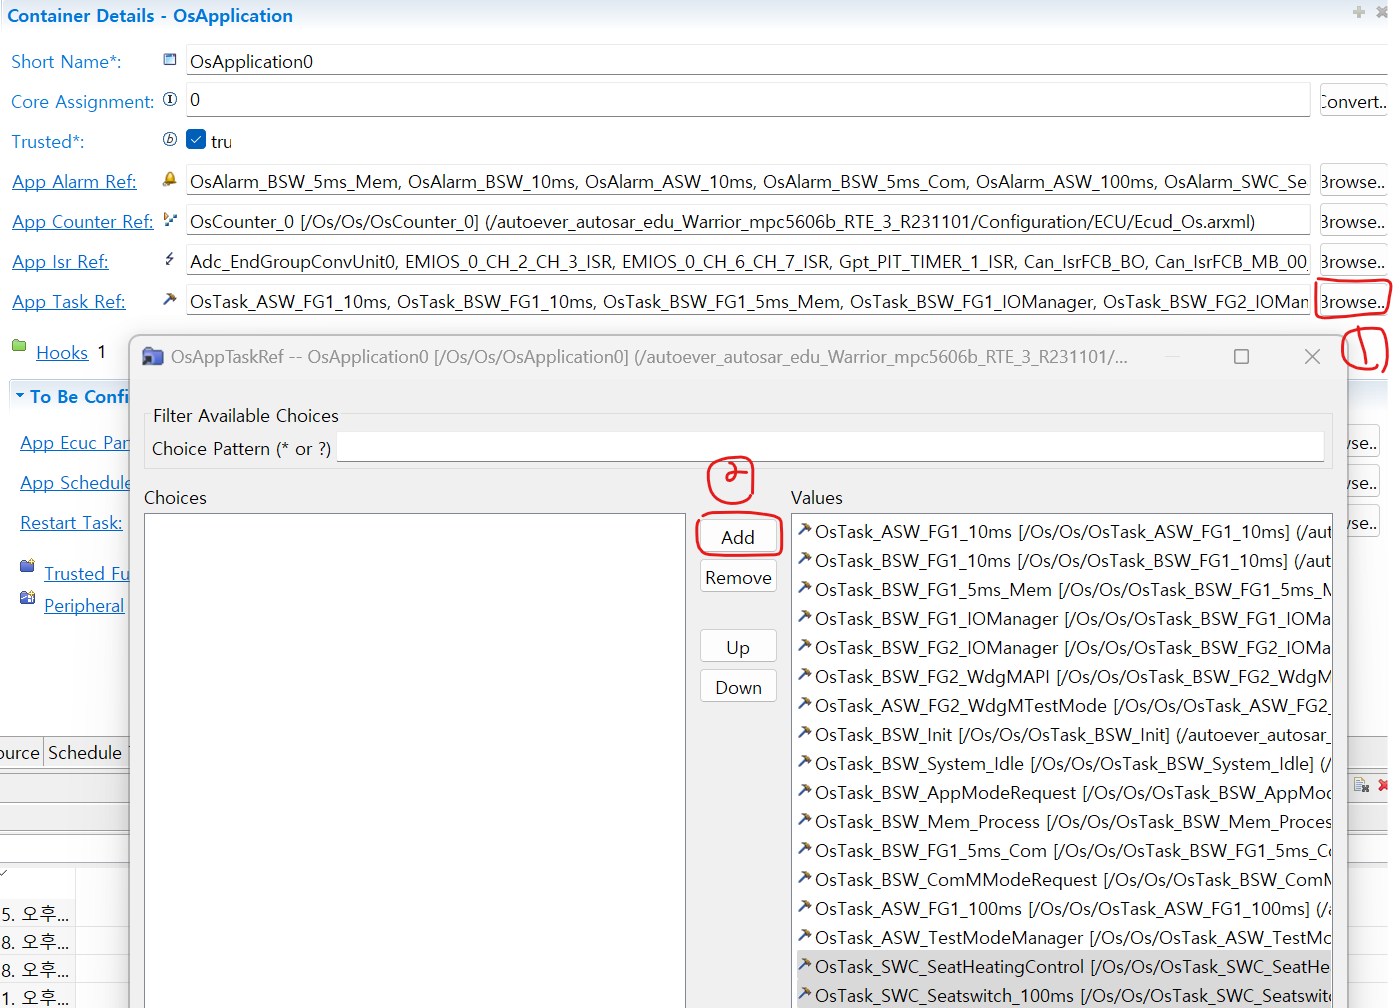 Container Details - OsApplication
Short Name*: OsApplication0
Core Assignment: 0 Convert..
Trusted*: tru
App Alarm Ref: OsAlarm_BSW_5ms_Mem, OsAlarm_BSW_10ms, OsAlarm_ASW_10ms, OsAlarm_BSW_5ms_Com, OsAlarm_ASW_100ms, OsAlarm_SWC_Se Browse..
App Counter Ref: OsCounter_0 [/Os/Os/OsCounter_0] (/autoever_autosar_edu_Warrior_mpc5606b_RTE_3_R231101/Configuration/ECU/Ecud_Os.arxml) Browse..
App Isr Ref: Adc_EndGroupConvUnit0, EMIOS_0_CH_2_CH_3_ISR, EMIOS_0_CH_6_CH_7_ISR, Gpt_PIT_TIMER_1_ISR, Can_IsrFCB_BO, Can_IsrFCB_MB_00_ Browse..
App Task Ref: OsTask_ASW_FG1_10ms, OsTask_BSW_FG1_10ms, OsTask_BSW_FG1_5ms_Mem, OsTask_BSW_FG1_IOManager, OsTask_BSW_FG2_IOMan Browse..
1
Hooks 1
OsAppTaskRef -- OsApplication0 [/Os/Os/OsApplication0] (/autoever_autosar_edu_Warrior_mpc5606b_RTE_3_R231101/...
To Be Confi
Filter Available Choices
Choice Pattern (* or ?)
App Ecuc Par
vse..
App Schedule
vse..
Restart Task:
vse..
Trusted Fu
Peripheral
2
Choices
Values
Add
Remove
Up
Down
OsTask_ASW_FG1_10ms [/Os/Os/OsTask_ASW_FG1_10ms] (/aut
OsTask_BSW_FG1_10ms [/Os/Os/OsTask_BSW_FG1_10ms] (/aut
OsTask_BSW_FG1_5ms_Mem [/Os/Os/OsTask_BSW_FG1_5ms_M
OsTask_BSW_FG1_IOManager [/Os/Os/OsTask_BSW_FG1_IOMa
OsTask_BSW_FG2_IOManager [/Os/Os/OsTask_BSW_FG2_IOMa
OsTask_BSW_FG2_WdgMAPI [/Os/Os/OsTask_BSW_FG2_WdgM
OsTask_ASW_FG2_WdgMTestMode [/Os/Os/OsTask_ASW_FG2_
OsTask_BSW_Init [/Os/Os/OsTask_BSW_Init] (/autoever_autosar_
OsTask_BSW_System_Idle [/Os/Os/OsTask_BSW_System_Idle] (/
OsTask_BSW_AppModeRequest [/Os/Os/OsTask_BSW_AppMod
OsTask_BSW_Mem_Process [/Os/Os/OsTask_BSW_Mem_Proces
OsTask_BSW_FG1_5ms_Com [/Os/Os/OsTask_BSW_FG1_5ms_Co
OsTask_BSW_ComMModeRequest [/Os/Os/OsTask_BSW_ComM
OsTask_ASW_FG1_100ms [/Os/Os/OsTask_ASW_FG1_100ms] (/a
OsTask_ASW_TestModeManager [/Os/Os/OsTask_ASW_TestMo
OsTask_SWC_SeatHeatingControl [/Os/Os/OsTask_SWC_SeatHe
OsTask_SWC_Seatswitch_100ms [/Os/Os/OsTask_SWC_Seatswit
ource Schedule
5. 오후...
8. 오후...
8. 오후...
1. 오후...